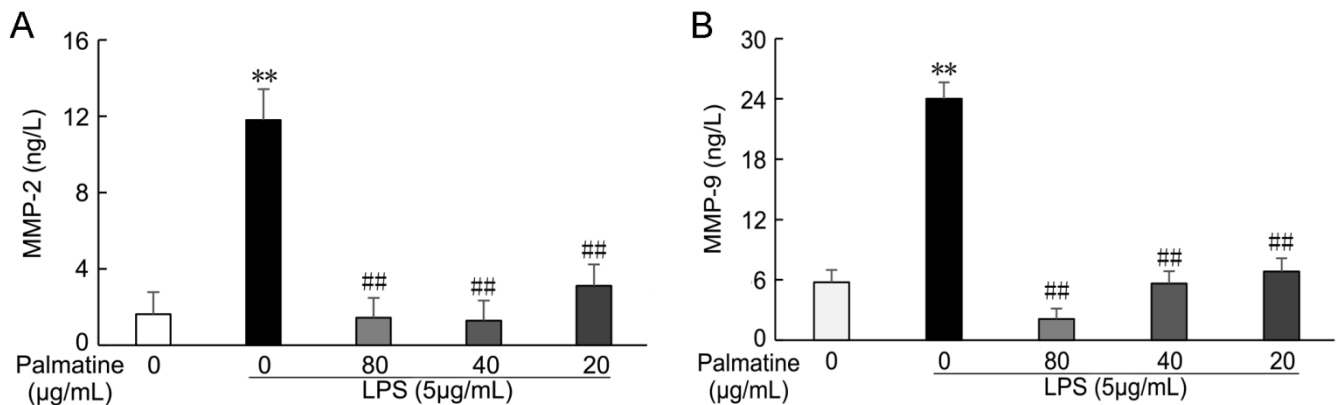 A
MMP-2 (ng/L)
16
12
8
4
0
**
##
##
##
Palmatine 0 0 80 40 20
(µg/mL) LPS (5µg/mL)
B
MMP-9 (ng/L)
30
24
18
12
6
0
**
##
##
##
Palmatine 0 0 80 40 20
(µg/mL) LPS (5µg/mL)